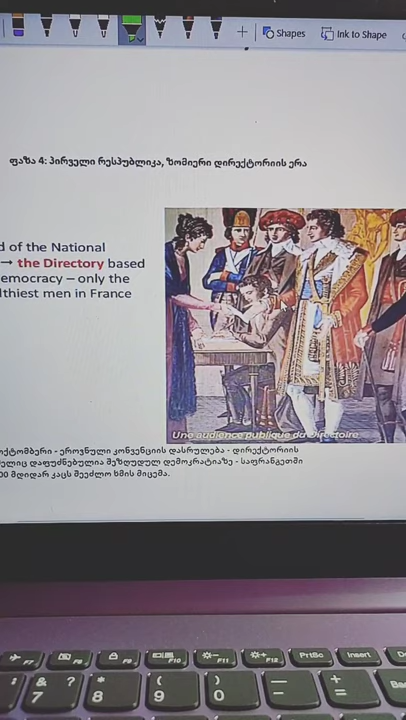 Shapes
Ink to Shape
ფაზა 4: პირველი რესპუბლიკა, ზომიერი დირექტორიის ერა
d of the National
→ the Directory based
emocracy – only the
lthiest men in France
Une audience publique du Directoire
ოქტომბერი - ეროვნული კონვენციის დასრულება - დირექტორიის
ელიც დაფუძნებულია შეზღუდულ დემოკრატიაზე - საფრანგეთში
00 მდიდარ კაცს შეეძლო ხმის მიცემა.
F7 F8 F9 F10 F11 F12 PrtSc Insert
& ? * ( ) — +
7 8 9 0 - =